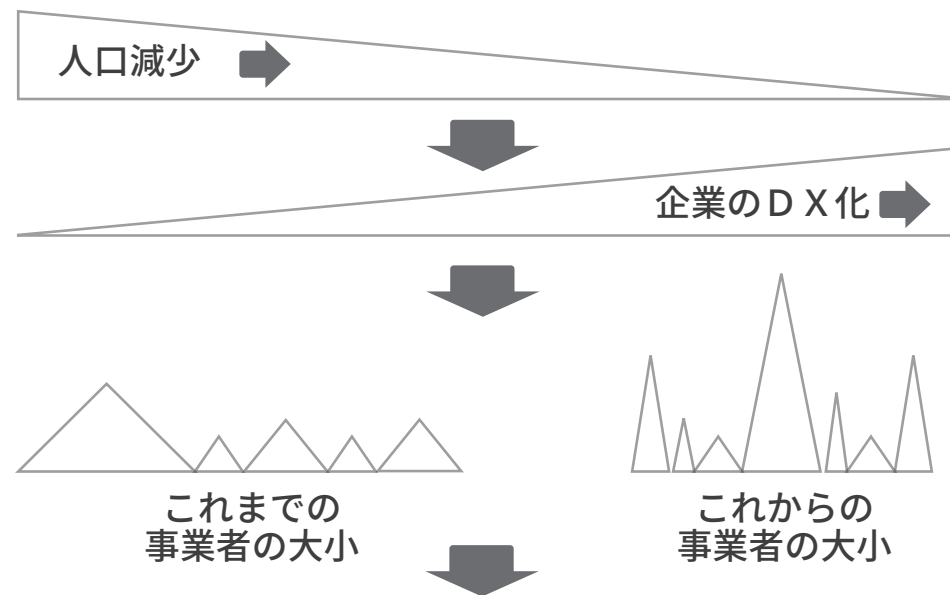 人口減少
企業のＤＸ化
これまでの
事業者の大小
これからの
事業者の大小